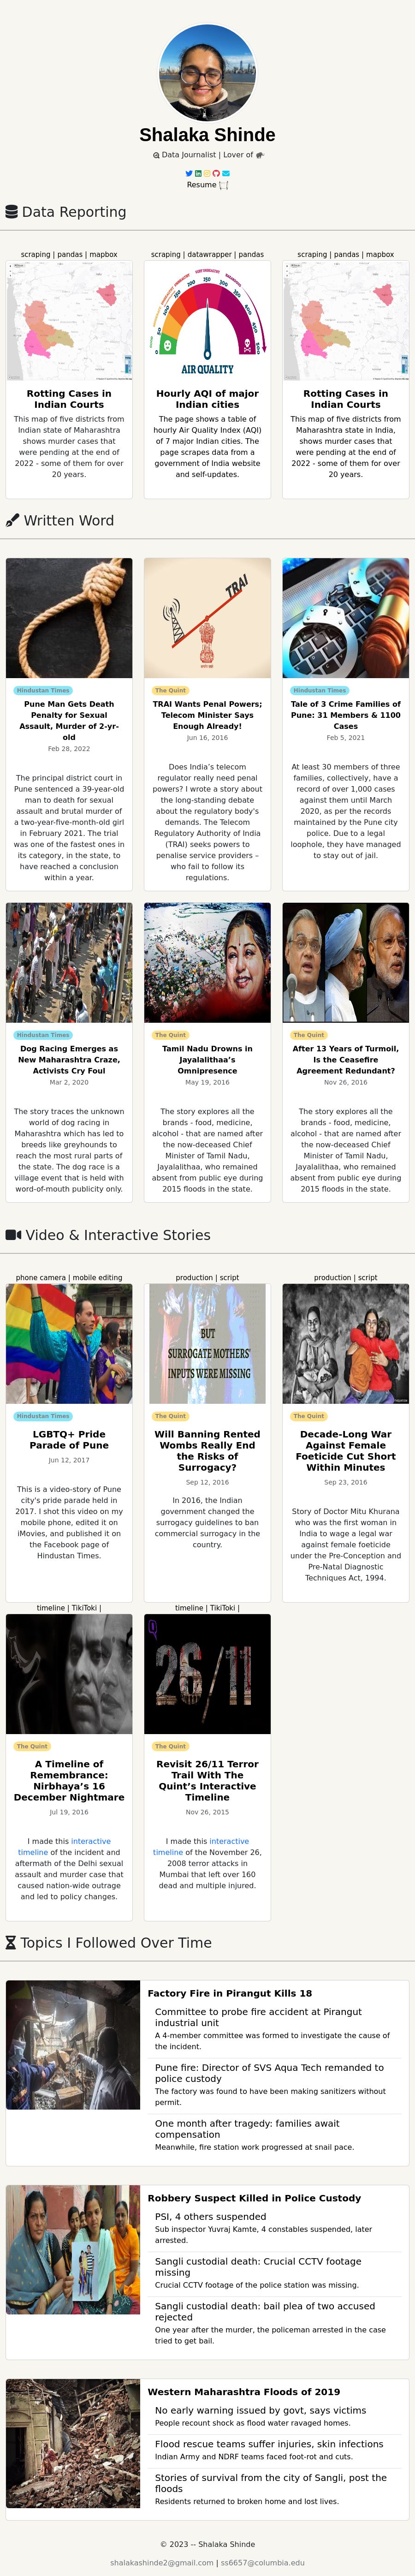 Shalaka Shinde
Data Journalist | Lover of
Resume
Data Reporting
scraping | pandas | mapbox
Rotting Cases in
Indian Courts
This map of five districts from
Indian state of Maharashtra
shows murder cases that
were pending at the end of
2022 - some of them for over
20 years.
scraping | datawrapper | pandas
50
100
150
200
250
300
350
400
450
500
AIR QUALITY
Hourly AQI of major
Indian cities
The page shows a table of
hourly Air Quality Index (AQI)
of 7 major Indian cities. The
page scrapes data from a
government of India website
and self-updates.
scraping | pandas | mapbox
Rotting Cases in
Indian Courts
This map of five districts from
Maharashtra state in India,
shows murder cases that
were pending at the end of
2022 - some of them for over
20 years.
Written Word
Hindustan Times
Pune Man Gets Death
Penalty for Sexual
Assault, Murder of 2-yr-
old
Feb 28, 2022
The principal district court in
Pune sentenced a 39-year-old
man to death for sexual
assault and brutal murder of
a two-year-five-month-old girl
in February 2021. The trial
was one of the fastest ones in
its category, in the state, to
have reached a conclusion
within a year.
TRAI
The Quint
TRAI Wants Penal Powers;
Telecom Minister Says
Enough Already!
Jun 16, 2016
Does India's telecom
regulator really need penal
powers? I wrote a story about
the long-standing debate
about the regulatory body's
demands. The Telecom
Regulatory Authority of India
(TRAI) seeks powers to
penalise service providers –
who fail to follow its
regulations.
Hindustan Times
Tale of 3 Crime Families of
Pune: 31 Members & 1100
Cases
Feb 5, 2021
At least 30 members of three
families, collectively, have a
record of over 1,000 cases
against them until March
2020, as per the records
maintained by the Pune city
police. Due to a legal
loophole, they have managed
to stay out of jail.
Hindustan Times
Dog Racing Emerges as
New Maharashtra Craze,
Activists Cry Foul
Mar 2, 2020
The story traces the unknown
world of dog racing in
Maharashtra which has led to
breeds like greyhounds to
reach the most rural parts of
the state. The dog race is a
village event that is held with
word-of-mouth publicity only.
The Quint
Tamil Nadu Drowns in
Jayalalithaa's
Omnipresence
May 19, 2016
The story explores all the
brands - food, medicine,
alcohol - that are named after
the now-deceased Chief
Minister of Tamil Nadu,
Jayalalithaa, who remained
absent from public eye during
2015 floods in the state.
The Quint
After 13 Years of Turmoil,
Is the Ceasefire
Agreement Redundant?
Nov 26, 2016
The story explores all the
brands - food, medicine,
alcohol - that are named after
the now-deceased Chief
Minister of Tamil Nadu,
Jayalalithaa, who remained
absent from public eye during
2015 floods in the state.
Video & Interactive Stories
phone camera | mobile editing
Hindustan Times
LGBTQ+ Pride
Parade of Pune
Jun 12, 2017
This is a video-story of Pune
city's pride parade held in
2017. I shot this video on my
mobile phone, edited it on
iMovies, and published it on
the Facebook page of
Hindustan Times.
production | script
BUT
SURROGATE MOTHERS'
INPUTS WERE MISSING
The Quint
Will Banning Rented
Wombs Really End
the Risks of
Surrogacy?
Sep 12, 2016
In 2016, the Indian
government changed the
surrogacy guidelines to ban
commercial surrogacy in the
country.
production | script
The Quint
Decade-Long War
Against Female
Foeticide Cut Short
Within Minutes
Sep 23, 2016
Story of Doctor Mitu Khurana
who was the first woman in
India to wage a legal war
against female foeticide
under the Pre-Conception and
Pre-Natal Diagnostic
Techniques Act, 1994.
timeline | TikiToki |
The Quint
A Timeline of
Remembrance:
Nirbhaya's 16
December Nightmare
Jul 19, 2016
I made this interactive
timeline of the incident and
aftermath of the Delhi sexual
assault and murder case that
caused nation-wide outrage
and led to policy changes.
timeline | TikiToki |
26/11
The Quint
Revisit 26/11 Terror
Trail With The
Quint's Interactive
Timeline
Nov 26, 2015
I made this interactive
timeline of the November 26,
2008 terror attacks in
Mumbai that left over 160
dead and multiple injured.
Topics I Followed Over Time
Factory Fire in Pirangut Kills 18
Committee to probe fire accident at Pirangut
industrial unit
A 4-member committee was formed to investigate the cause of
the incident.
Pune fire: Director of SVS Aqua Tech remanded to
police custody
The factory was found to have been making sanitizers without
permit.
One month after tragedy: families await
compensation
Meanwhile, fire station work progressed at snail pace.
Robbery Suspect Killed in Police Custody
PSI, 4 others suspended
Sub inspector Yuvraj Kamte, 4 constables suspended, later
arrested.
Sangli custodial death: Crucial CCTV footage
missing
Crucial CCTV footage of the police station was missing.
Sangli custodial death: bail plea of two accused
rejected
One year after the murder, the policeman arrested in the case
tried to get bail.
Western Maharashtra Floods of 2019
No early warning issued by govt, says victims
People recount shock as flood water ravaged homes.
Flood rescue teams suffer injuries, skin infections
Indian Army and NDRF teams faced foot-rot and cuts.
Stories of survival from the city of Sangli, post the
floods
Residents returned to broken home and lost lives.
© 2023 -- Shalaka Shinde
shalakashinde2@gmail.com | ss6657@columbia.edu